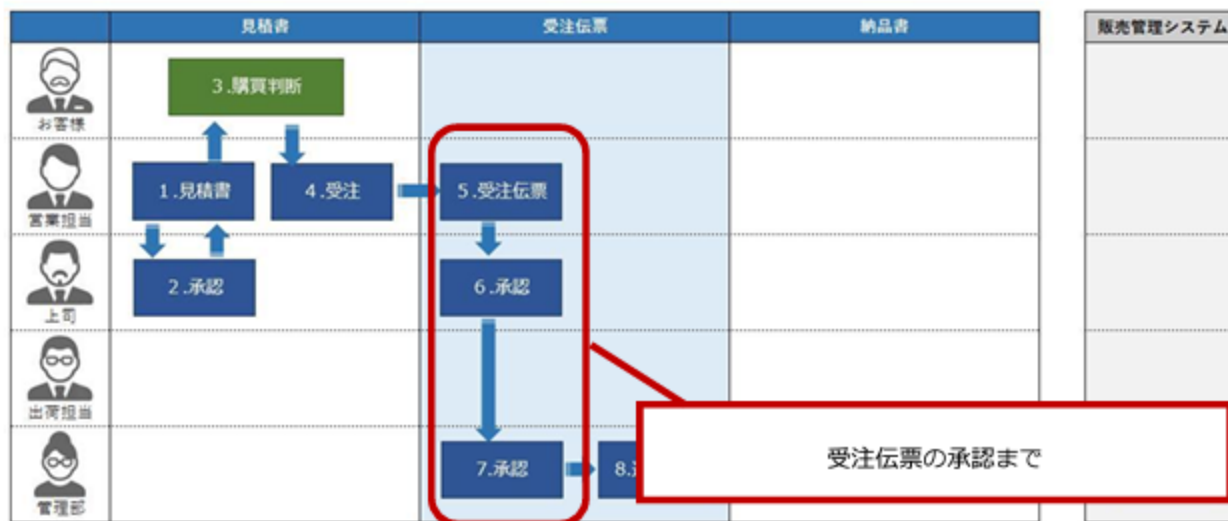 見積書
受注伝票
納品書
販売管理システム
お客様
3.購買判断
営業担当
1.見積書
4.受注
5.受注伝票
上司
2.承認
6.承認
出荷担当
管理部
7.承認
8.
受注伝票の承認まで